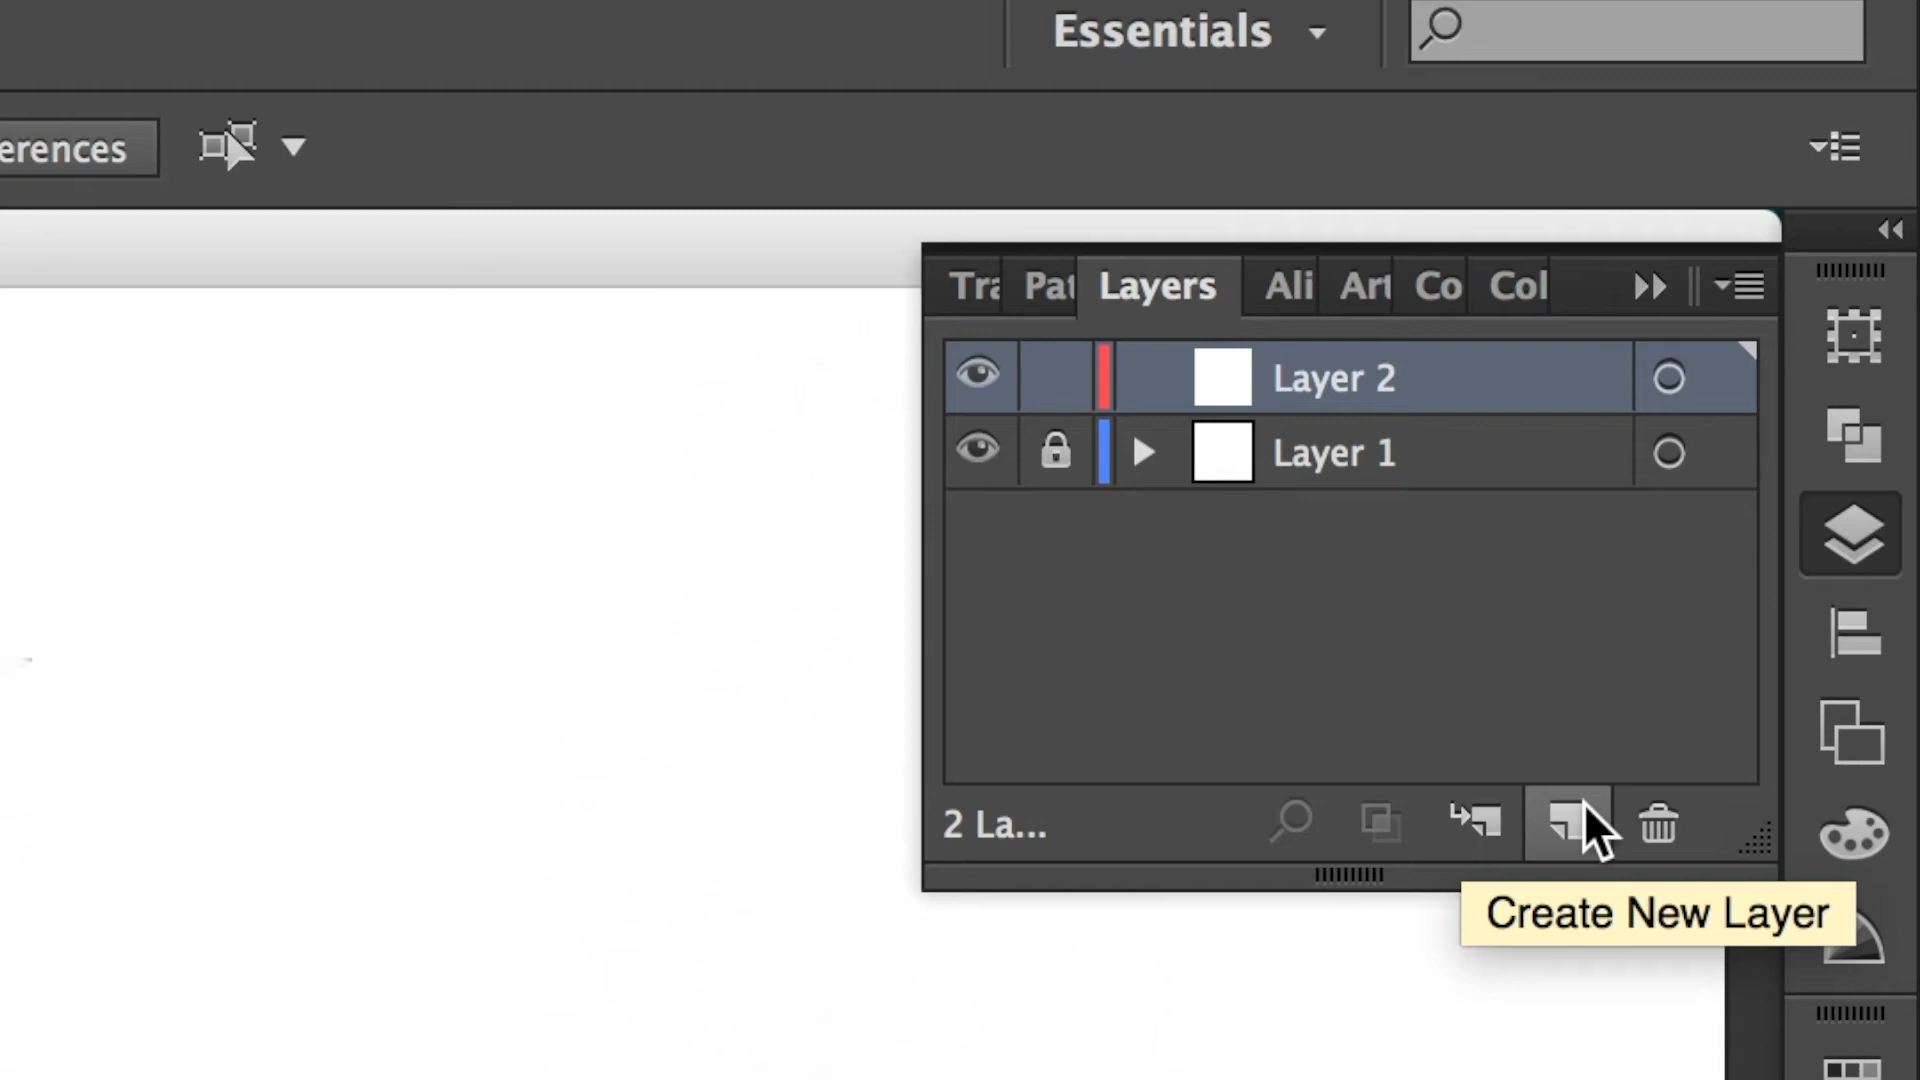 Essentials
erences
Tra Pat Layers Ali Art Co Col
Layer 2
Layer 1
2 La...
Create New Layer